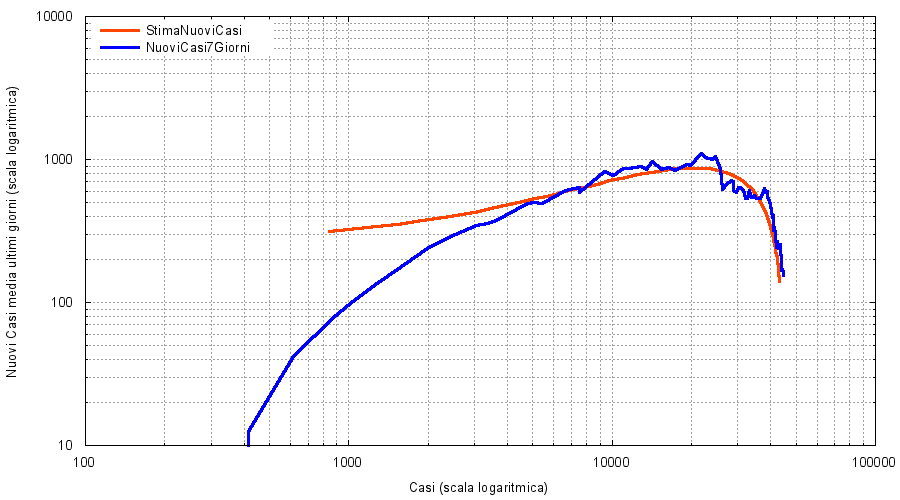 10000
StimaNuoviCasi
NuoviCasi7Giorni
1000
100
10
Nuovi Casi media ultimi giorni (scala logaritmica)
100
1000
10000
100000
Casi (scala logaritmica)